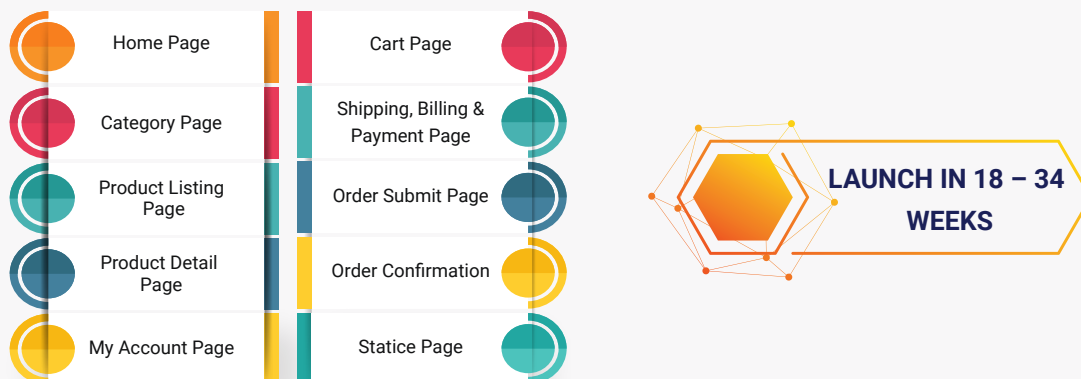 Home Page
Category Page
Product Listing
Page
Product Detail
Page
My Account Page
Cart Page
Shipping, Billing &
Payment Page
Order Submit Page
Order Confirmation
Statice Page
LAUNCH IN 18 – 34
WEEKS